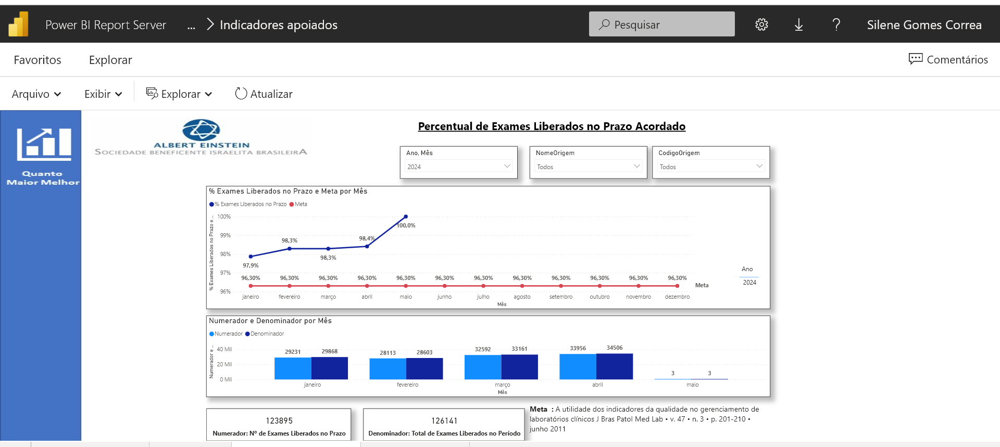 Power BI Report Server ... > Indicadores apoiados
Pesquisar
?
Silene Gomes Correa
Favoritos
Explorar
Comentários
Arquivo
Exibir
Explorar
Atualizar
Quanto
Maior Melhor
ALBERT EINSTEIN
SOCIEDADE BENEFICENTE ISRAELITA BRASILEIRA
Percentual de Exames Liberados no Prazo Acordado
Ano, Mês
2024
NomeOrigem
Todos
CodigoOrigem
Todos
% Exames Liberados no Prazo e Meta por Mês
% Exames Liberados no Prazo Meta
% Exames Liberados no Prazo e ...
100%
99%
98%
97%
96%
97,9%
98,3%
98,3%
98,4%
100,0%
96,30% 96,30% 96,30% 96,30% 96,30% 96,30% 96,30% 96,30% 96,30% 96,30% 96,30% 96,30%
Meta
janeiro fevereiro março abril maio junho julho agosto setembro outubro novembro dezembro
Mês
Ano
2024
Numerador e Denominador por Mês
Numerador Denominador
Numerador e ...
40 Mil
20 Mil
0 Mil
29231 29868 28113 28603 32592 33161 33956 34506 3 3
janeiro fevereiro março abril maio
Mês
123895
Numerador: Nº de Exames Liberados no Prazo
126141
Denominador: Total de Exames Liberados no Período
Meta : A utilidade dos indicadores da qualidade no gerenciamento de
laboratórios clínicos J Bras Patol Med Lab • v. 47 • n. 3 • p. 201-210 •
junho 2011